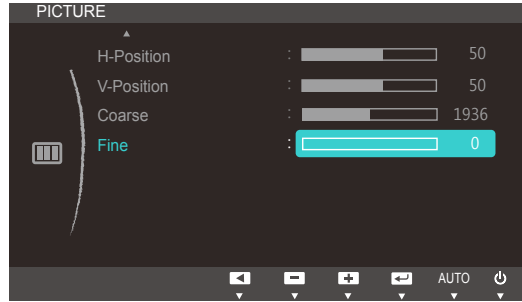 PICTURE
H-Position : 50
V-Position : 50
Coarse : 1936
Fine : 0
AUTO